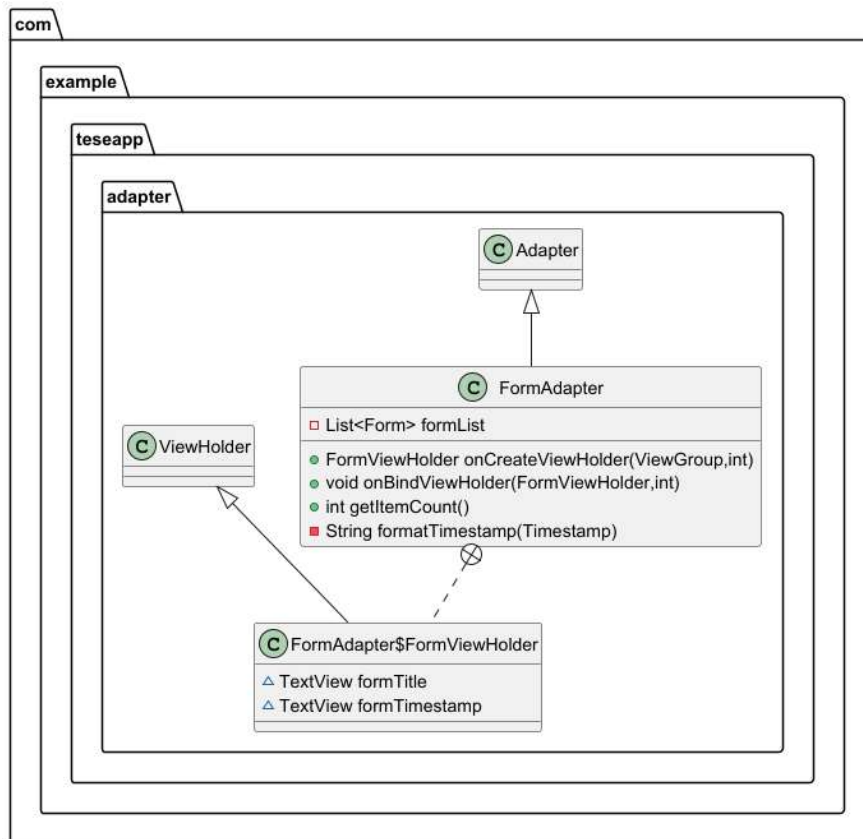 com
example
teseapp
adapter
C Adapter
C FormAdapter
List<Form> formList
FormViewHolder onCreateViewHolder(ViewGroup,int)
void onBindViewHolder(FormViewHolder,int)
int getItemCount()
String formatTimestamp(Timestamp)
C ViewHolder
C FormAdapter$FormViewHolder
TextView formTitle
TextView formTimestamp